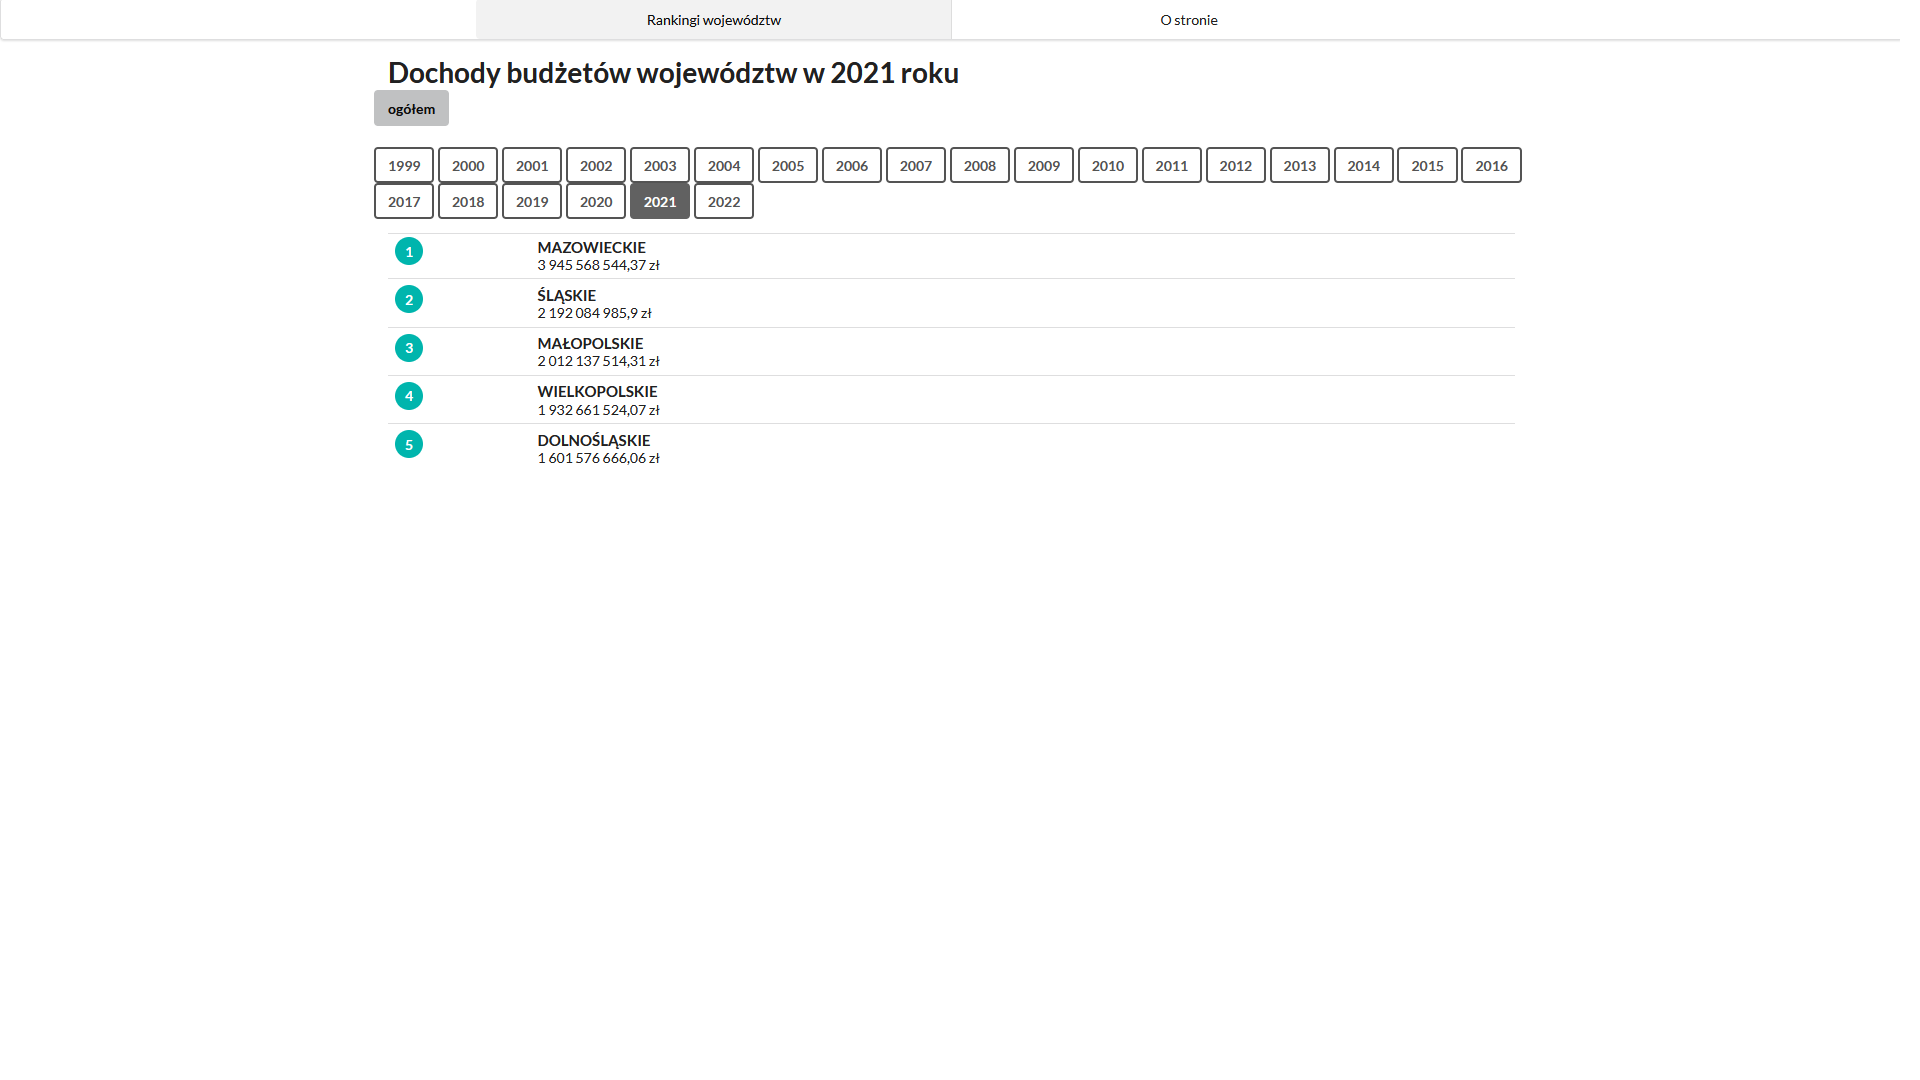 Rankingi województw O stronie
Dochody budżetów województw w 2021 roku
ogółem
1999 2000 2001 2002 2003 2004 2005 2006 2007 2008 2009 2010 2011 2012 2013 2014 2015 2016
2017 2018 2019 2020 2021 2022
1 MAZOWIECKIE
3 945 568 544,37 zł
2 ŚLĄSKIE
2 192 084 985,9 zł
3 MAŁOPOLSKIE
2 012 137 514,31 zł
4 WIELKOPOLSKIE
1 932 661 524,07 zł
5 DOLNOŚLĄSKIE
1 601 576 666,06 zł